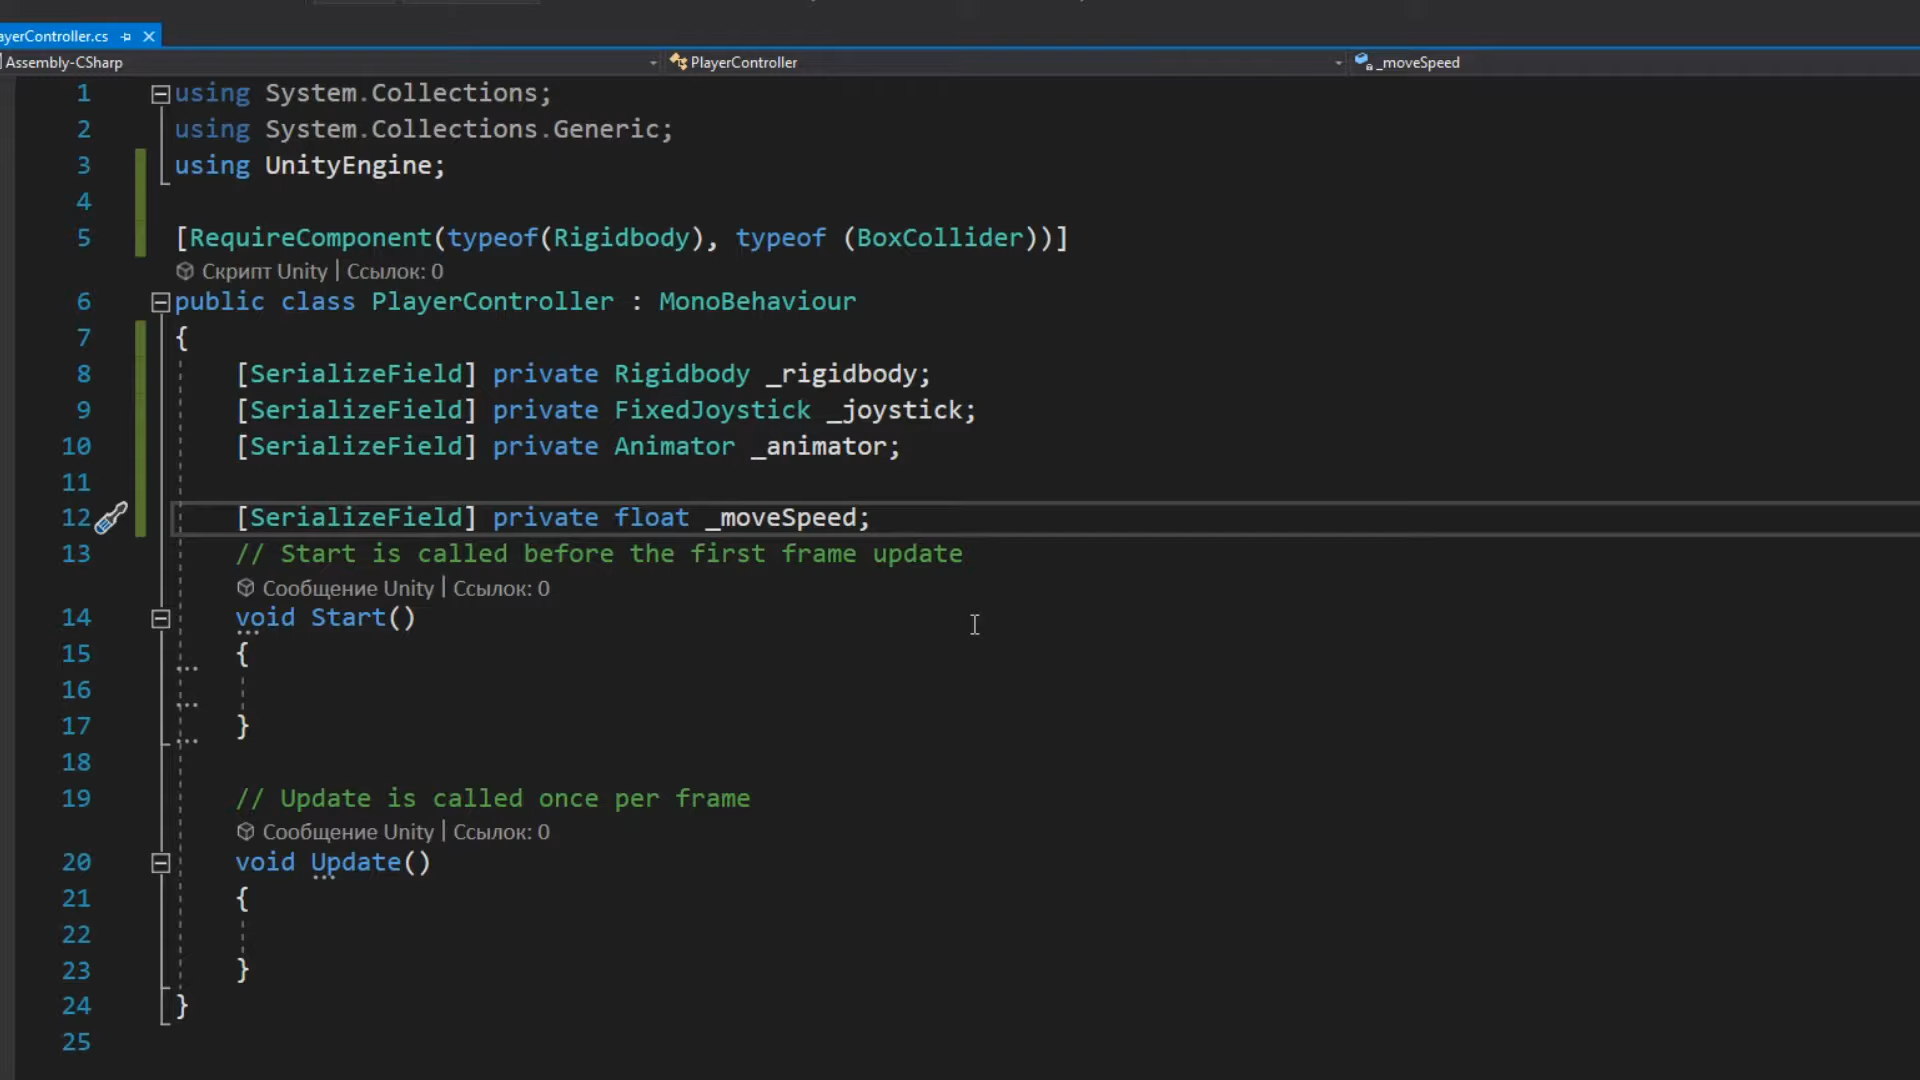 ayerController.cs
Assembly-CSharp
PlayerController
_moveSpeed
1 using System.Collections;
2 using System.Collections.Generic;
3 using UnityEngine;
4
5 [RequireComponent(typeof(Rigidbody), typeof (BoxCollider))]
Скрипт Unity | Ссылок: 0
6 public class PlayerController : MonoBehaviour
7 {
8 [SerializeField] private Rigidbody _rigidbody;
9 [SerializeField] private FixedJoystick _joystick;
10 [SerializeField] private Animator _animator;
11
12 [SerializeField] private float _moveSpeed;
13 // Start is called before the first frame update
Сообщение Unity | Ссылок: 0
14 void Start()
15 {
16
17 }
18
19 // Update is called once per frame
Сообщение Unity | Ссылок: 0
20 void Update()
21 {
22
23 }
24 }
25